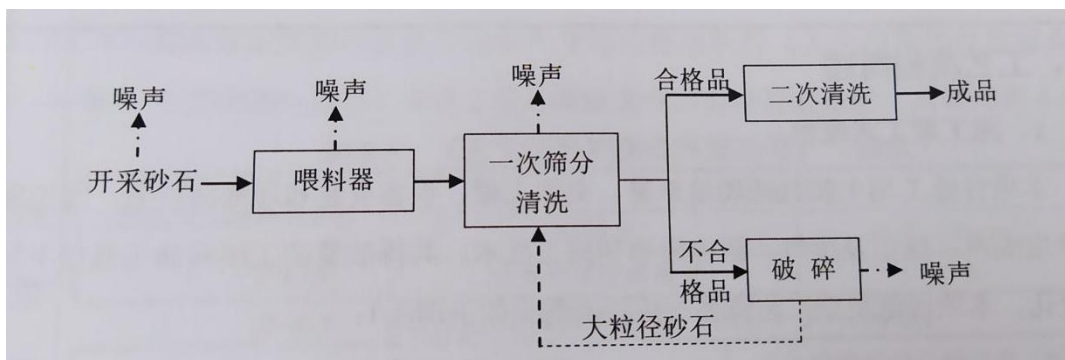 噪声
噪声
噪声
合格品
二次清洗
成品
开采砂石
喂料器
一次筛分
清洗
不合
格品
破 碎
噪声
大粒径砂石